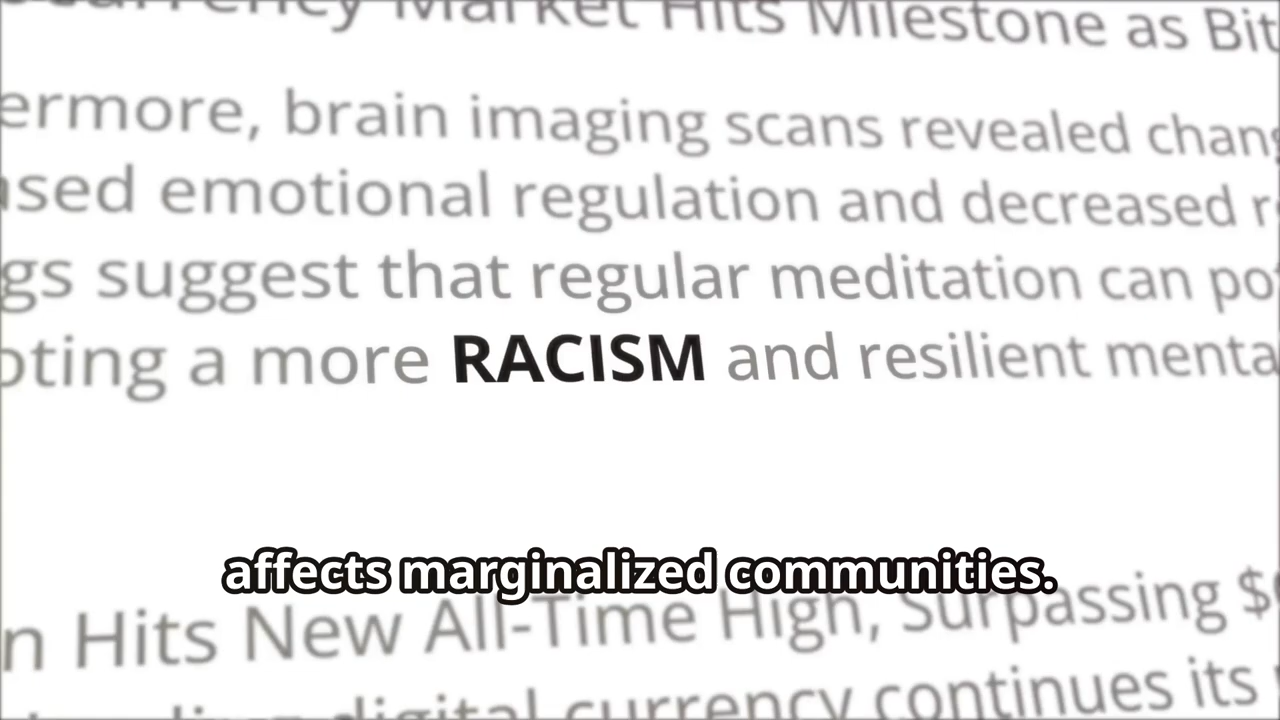 Market Hits Milestone as Bit
ermore, brain imaging scans revealed chang
ased emotional regulation and decreased r
gs suggest that regular meditation can po
oting a more RACISM and resilient menta
affects marginalized communities.
n Hits New All-Time High, Surpassing $
digital currency continues its